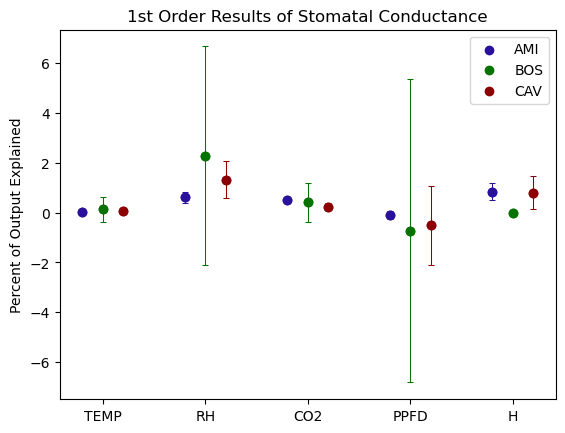 1st Order Results of Stomatal Conductance
AMI
BOS
CAV
Percent of Output Explained
6
4
2
0
−2
−4
−6
TEMP RH CO2 PPFD H